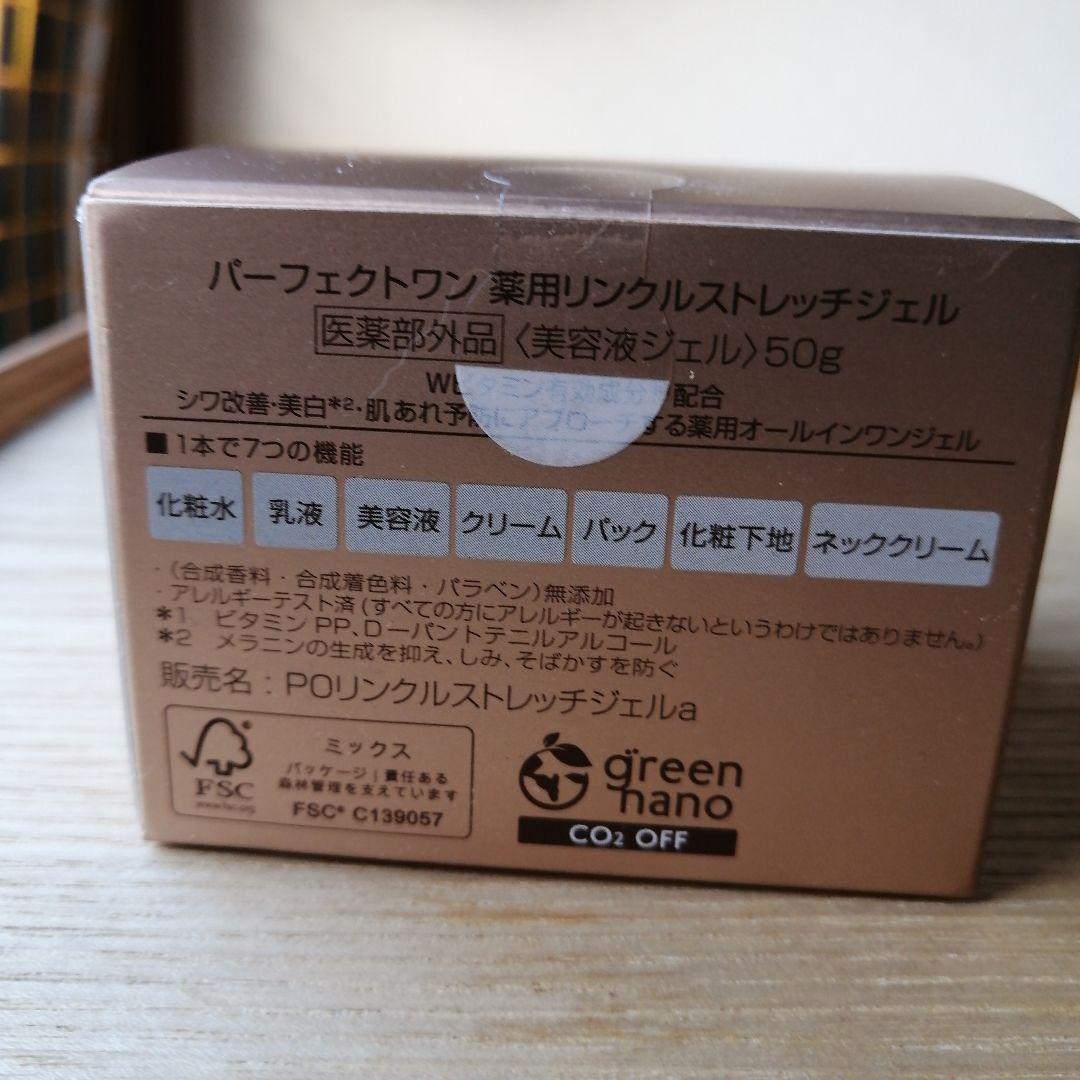 パーフェクトワン 薬用リンクルストレッチジェル
医薬部外品 〈美容液ジェル〉50g
Wビタミン有効成分 配合
シワ改善・美白*2・肌あれ予防にアプローチする薬用オールインワンジェル
■1本で7つの機能
化粧水 乳液 美容液 クリーム パック 化粧下地 ネッククリーム
・(合成香料・合成着色料・パラベン)無添加
・アレルギーテスト済(すべての方にアレルギーが起きないというわけではありません。)
*1 ビタミンPP、D-パントテニルアルコール
*2 メラニンの生成を抑え、しみ、そばかすを防ぐ
販売名：POリンクルストレッチジェルa
FSC
www.fsc.org
ミックス
パッケージ|責任ある
森林管理を支えています
FSC® C139057
green
nano
CO2 OFF